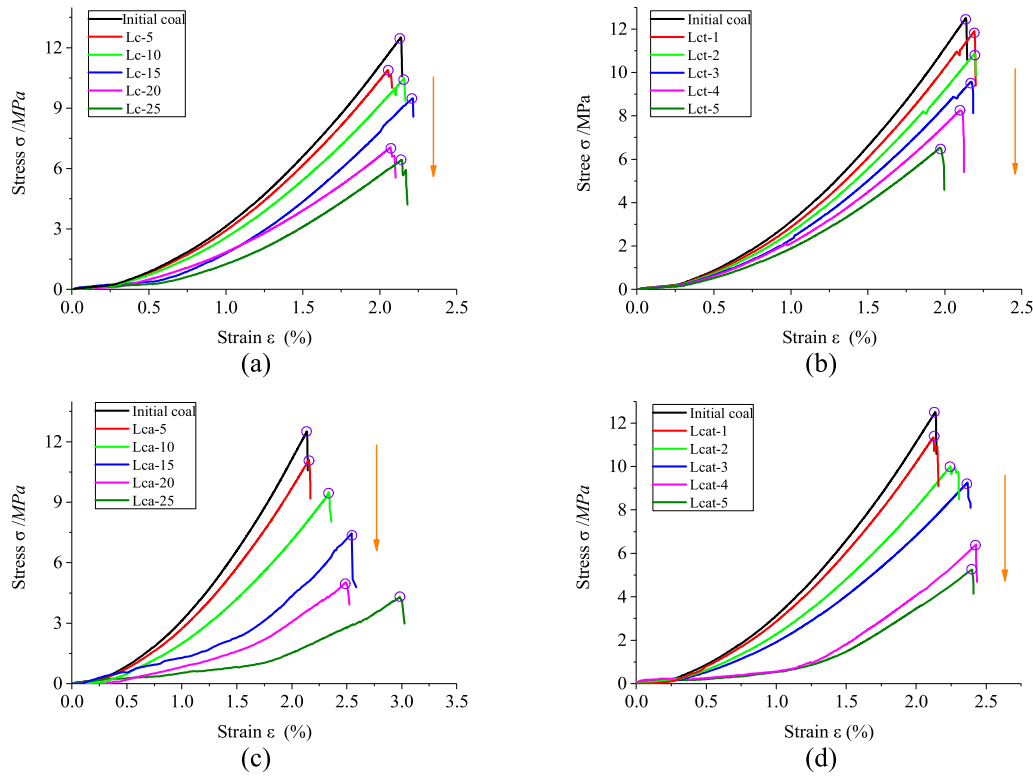 Initial coal
Lc-5
Lc-10
Lc-15
Lc-20
Lc-25
12
9
6
3
0
Stress σ /MPa
0.0 0.5 1.0 1.5 2.0 2.5
Strain ε (%)
(a)
Initial coal
Lct-1
Lct-2
Lct-3
Lct-4
Lct-5
12
10
8
6
4
2
0
Stree σ /MPa
0.0 0.5 1.0 1.5 2.0 2.5
Strain ε (%)
(b)
Initial coal
Lca-5
Lca-10
Lca-15
Lca-20
Lca-25
12
9
6
3
0
Stress σ /MPa
0.0 0.5 1.0 1.5 2.0 2.5 3.0 3.5
Strain ε (%)
(c)
Initial coal
Lcat-1
Lcat-2
Lcat-3
Lcat-4
Lcat-5
12
10
8
6
4
2
0
Stress σ /MPa
0.0 0.5 1.0 1.5 2.0 2.5
Strain ε (%)
(d)